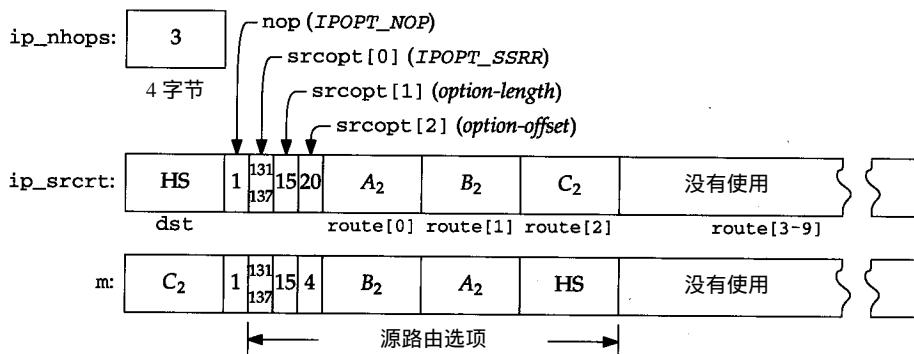 nop (IPOPT_NOP)
ip_nhops: 3
srcopt[0] (IPOPT_SSRR)
4 字节
srcopt[1] (option-length)
srcopt[2] (option-offset)
ip_srcrt: HS 1 131 137 15 20 A2 B2 C2 没有使用
dst route[0] route[1] route[2] route[3-9]
m: C2 1 131 137 15 4 B2 A2 HS 没有使用
源路由选项